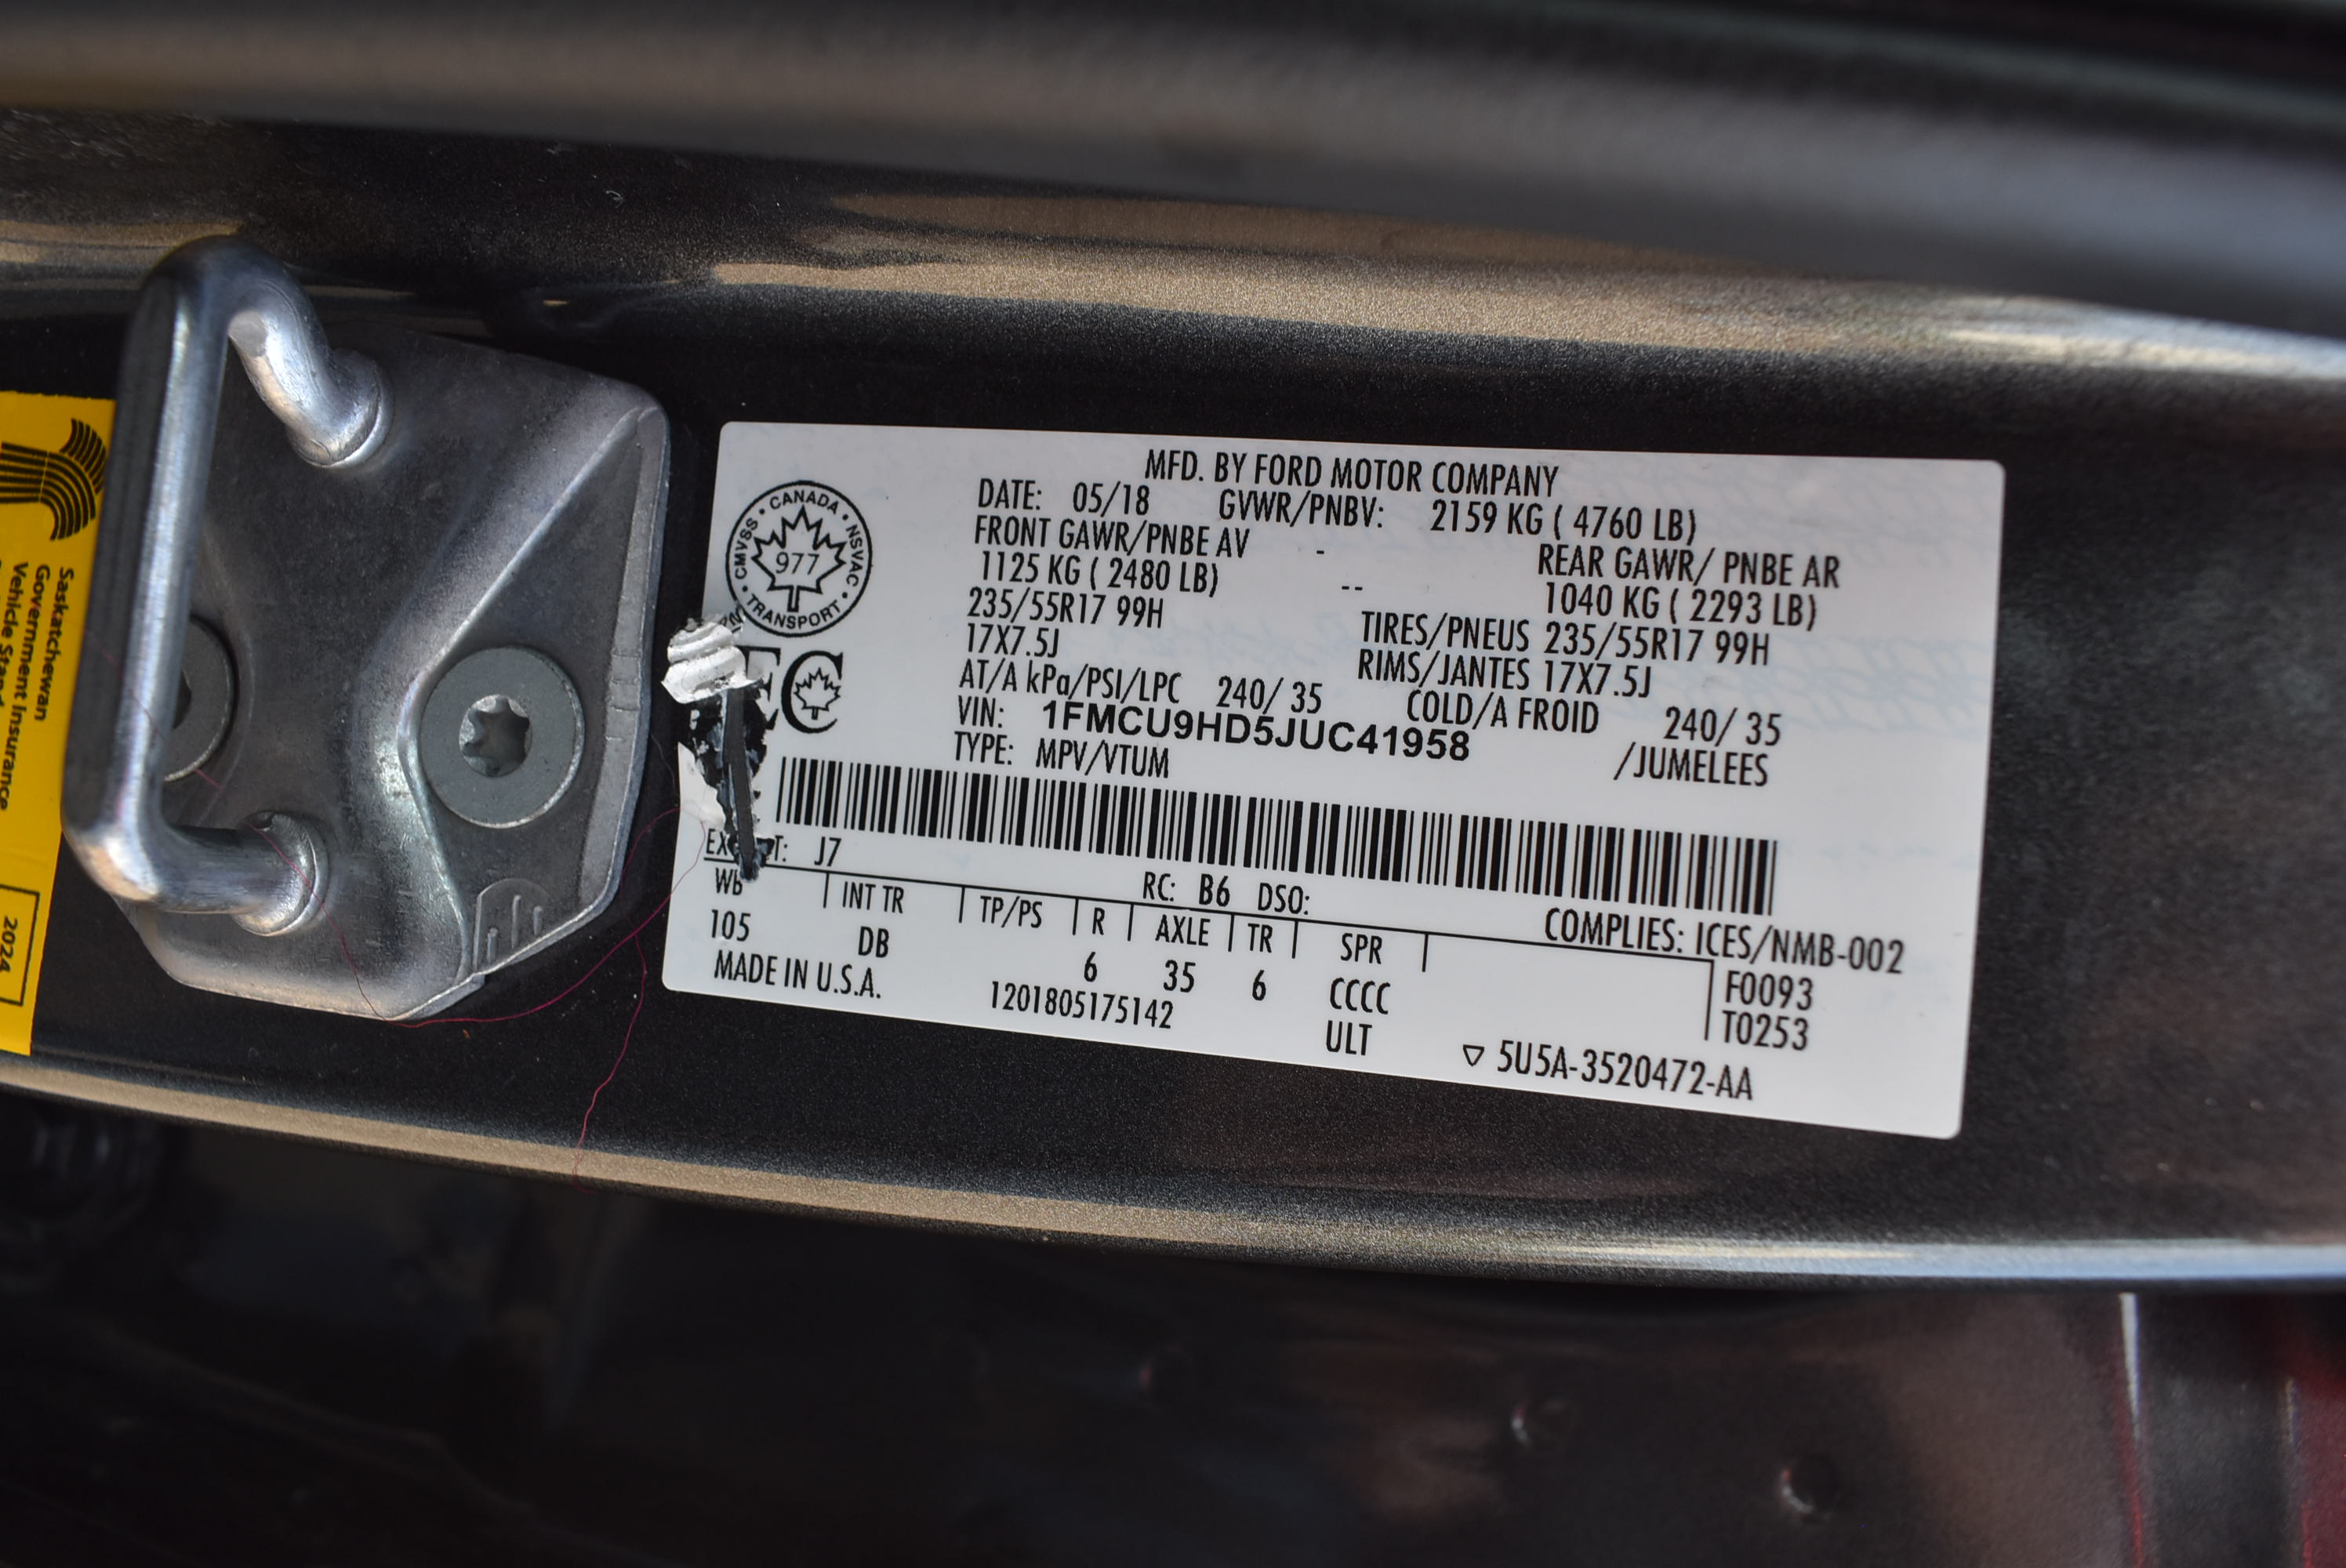 MFD. BY FORD MOTOR COMPANY
DATE: 05/18 GVWR/PNBV: 2159 KG ( 4760 LB)
FRONT GAWR/PNBE AV - REAR GAWR/ PNBE AR
1125 KG ( 2480 LB) -- 1040 KG ( 2293 LB)
235/55R17 99H TIRES/PNEUS 235/55R17 99H
17X7.5J RIMS/JANTES 17X7.5J
AT/A kPa/PSI/LPC 240/ 35 COLD/A FROID 240/ 35
VIN: 1FMCU9HD5JUC41958 /JUMELEES
TYPE: MPV/VTUM
CANADA • NSVAC • TRANSPORT • CMVSS •
977
J7 RC: B6 DSO: COMPLIES: ICES/NMB-002
WB INT TR TP/PS R AXLE TR SPR F0093
105 DB 6 35 6 CCCC T0253
MADE IN U.S.A. 1201805175142 ULT 5U5A-3520472-AA
Saskatchewan
Government Insurance
2024